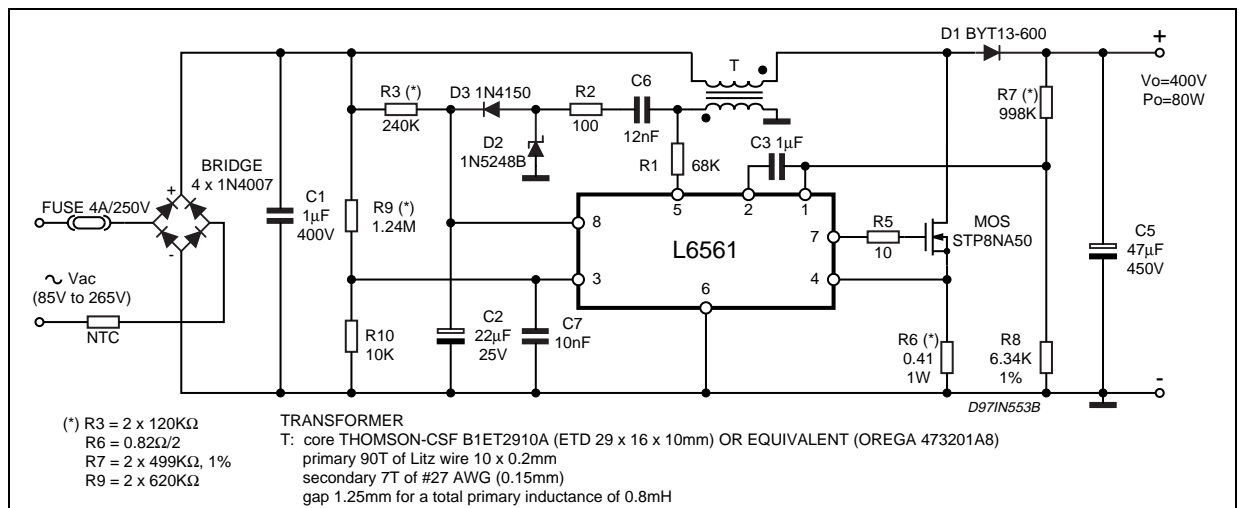 D1 BYT13-600
+
Vo=400V
Po=80W
T
C6
12nF
R7 (*)
998K
R3 (*)
240K
D3 1N4150
R2
100
D2
1N5248B
C3 1µF
R1
68K
BRIDGE
4 x 1N4007
+
-
FUSE 4A/250V
C1
1µF
400V
R9 (*)
1.24M
5
2
1
8
3
L6561
7
4
6
R5
10
MOS
STP8NA50
C5
47µF
450V
~ Vac
(85V to 265V)
NTC
R10
10K
C2
22µF
25V
C7
10nF
R6 (*)
0.41
1W
R8
6.34K
1%
-
D97IN553B
(*) R3 = 2 x 120KΩ
R6 = 0.82Ω/2
R7 = 2 x 499KΩ, 1%
R9 = 2 x 620KΩ
TRANSFORMER
T: core THOMSON-CSF B1ET2910A (ETD 29 x 16 x 10mm) OR EQUIVALENT (OREGA 473201A8)
primary 90T of Litz wire 10 x 0.2mm
secondary 7T of #27 AWG (0.15mm)
gap 1.25mm for a total primary inductance of 0.8mH